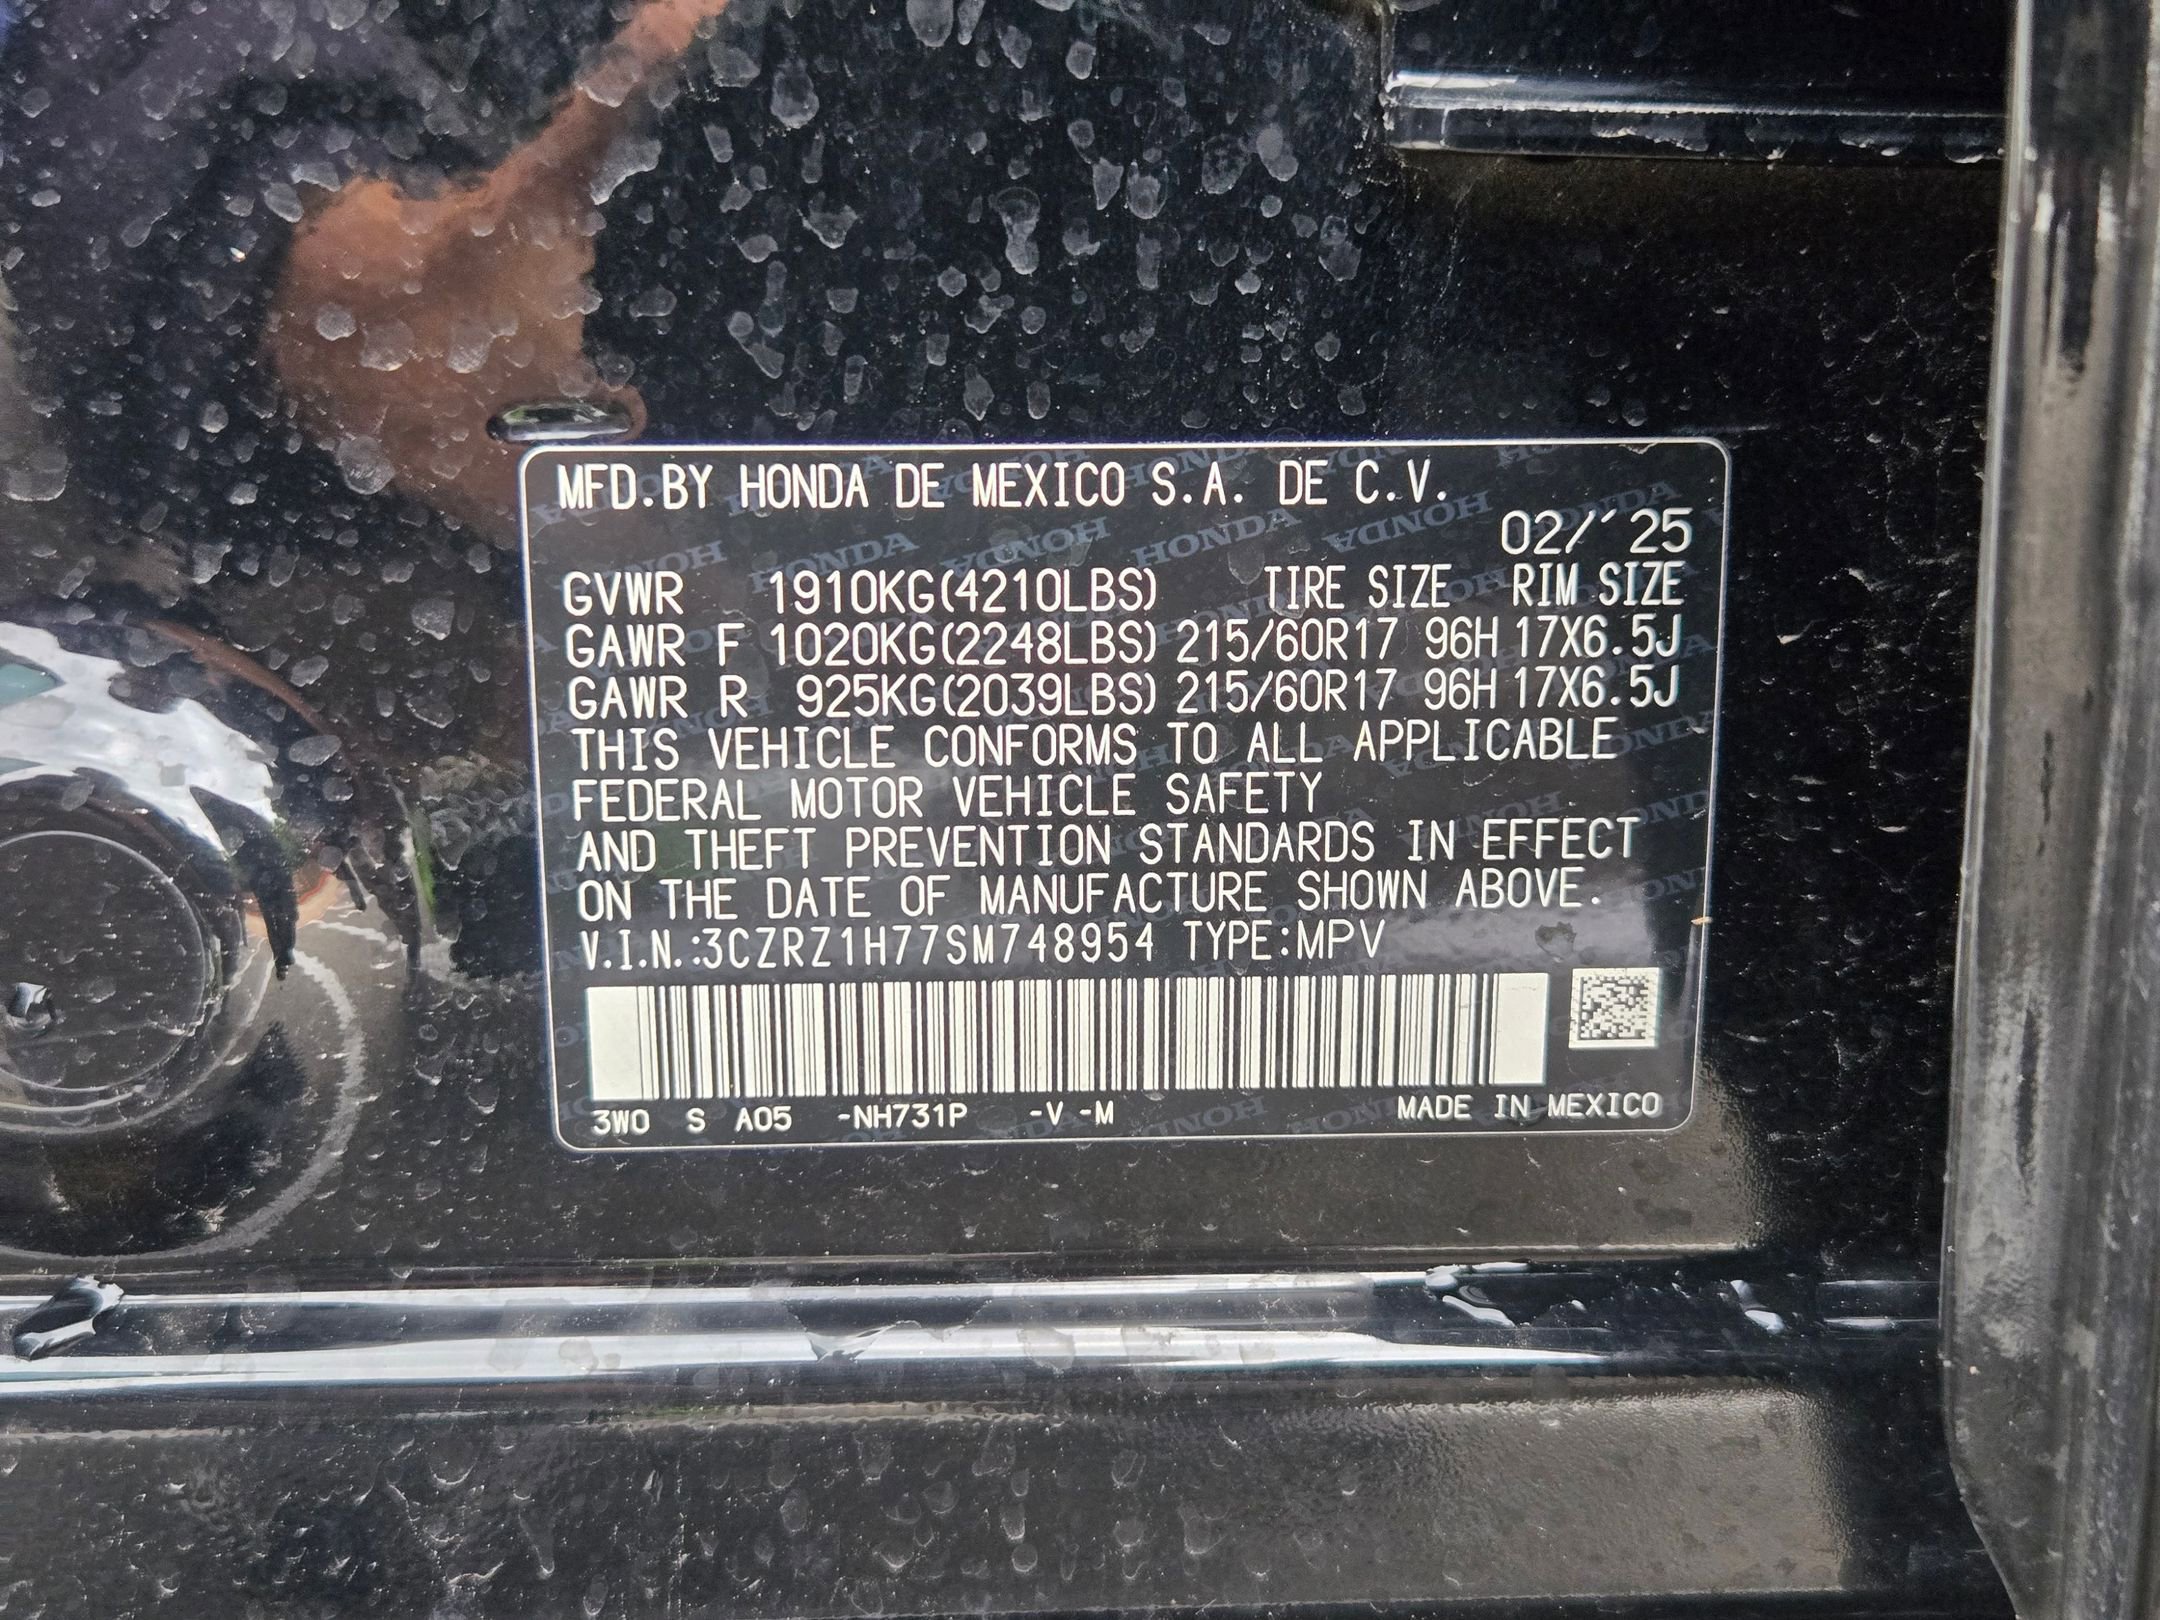 MFD.BY HONDA DE MEXICO S.A. DE C.V.
02/'25
GVWR 1910KG(4210LBS) TIRE SIZE RIM SIZE
GAWR F 1020KG(2248LBS) 215/60R17 96H 17X6.5J
GAWR R 925KG(2039LBS) 215/60R17 96H 17X6.5J
THIS VEHICLE CONFORMS TO ALL APPLICABLE
FEDERAL MOTOR VEHICLE SAFETY
AND THEFT PREVENTION STANDARDS IN EFFECT
ON THE DATE OF MANUFACTURE SHOWN ABOVE.
V.I.N.:3CZRZ1H77SM748954 TYPE:MPV
3W0 S A05 -NH731P -V -M MADE IN MEXICO